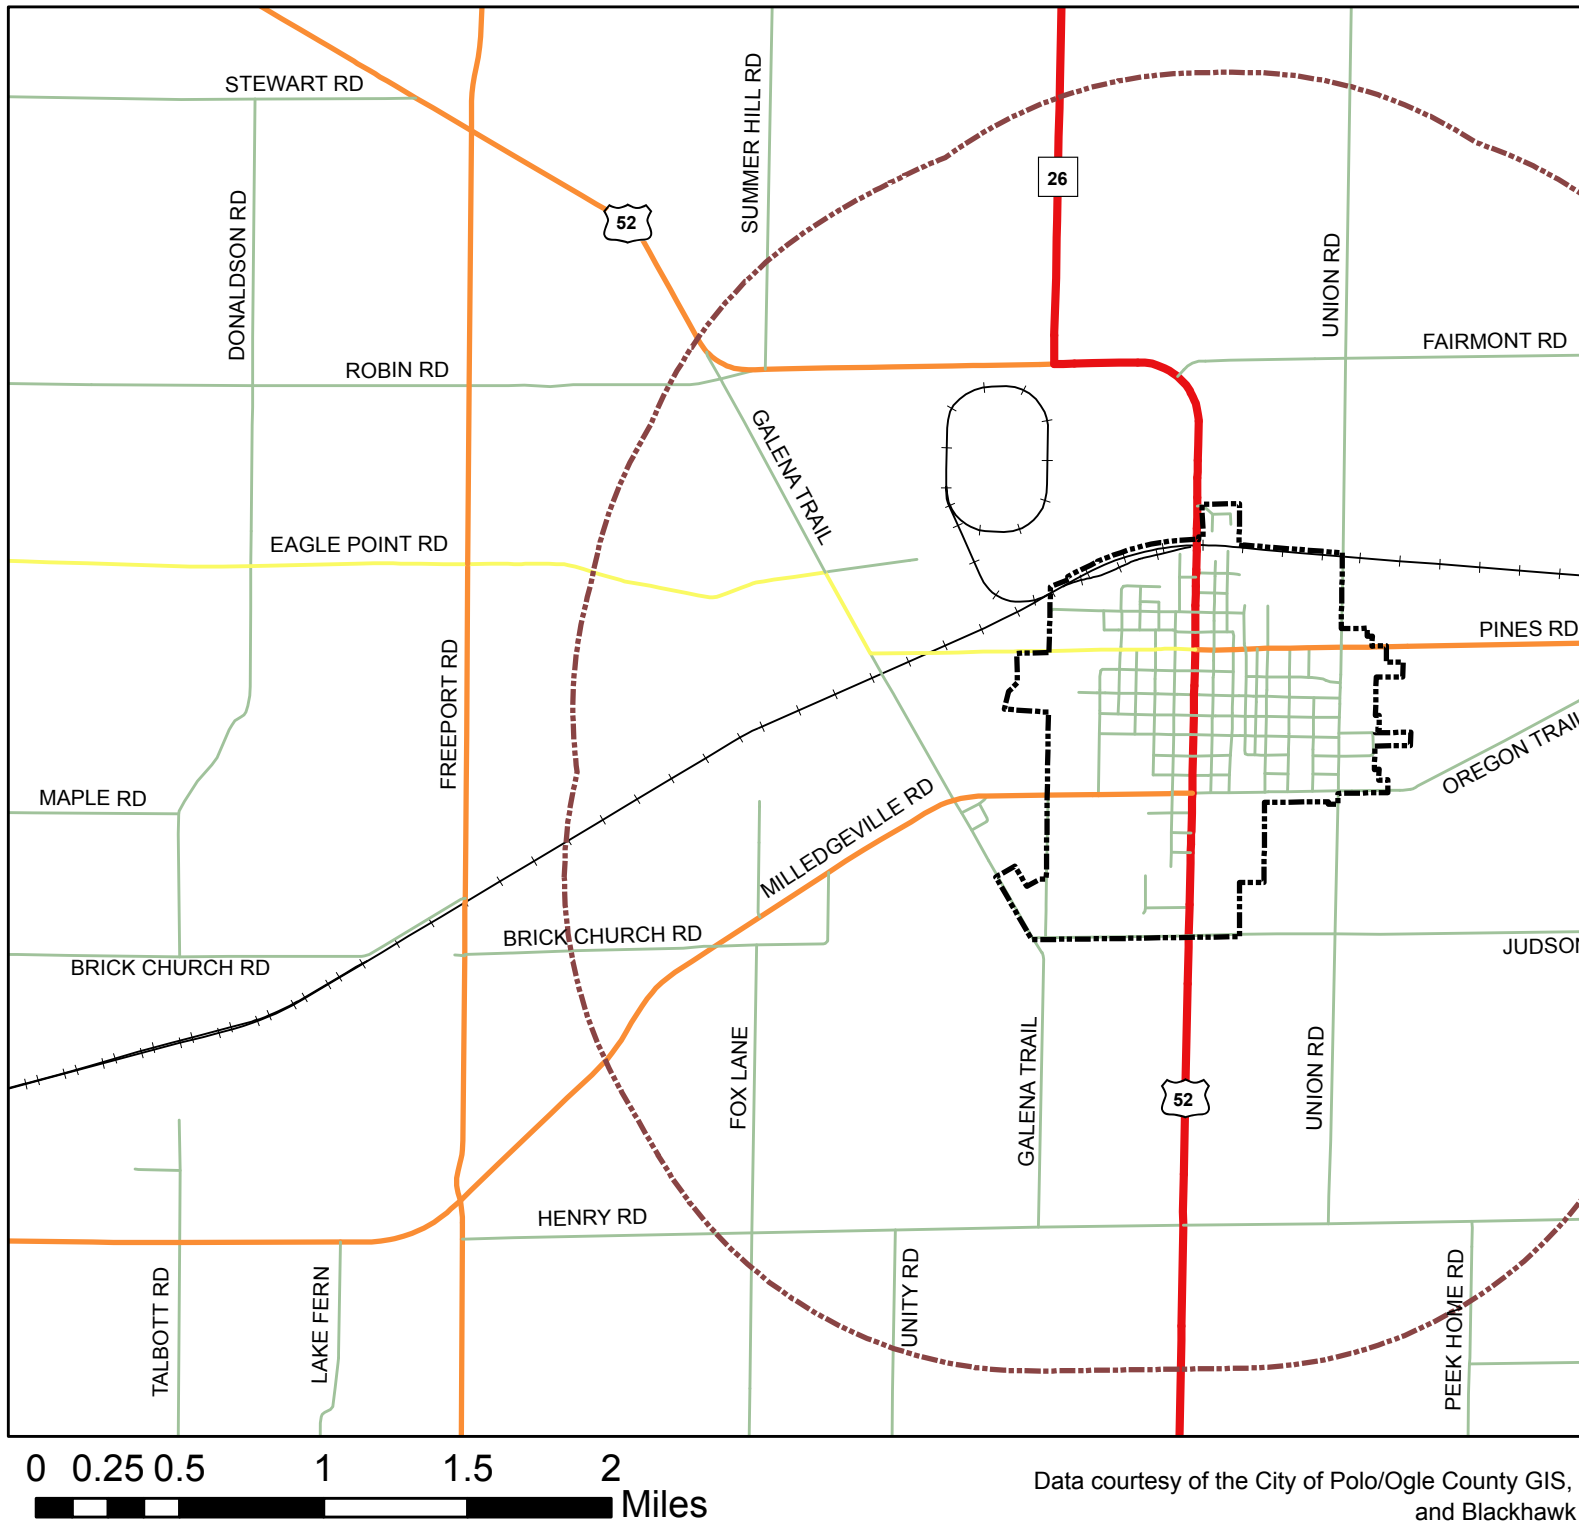 STEWART RD
SUMMER HILL RD
26
52
DONALDSON RD
UNION RD
FAIRMONT RD
ROBIN RD
GALENA TRAIL
EAGLE POINT RD
PINES RD
FREEPORT RD
OREGON TRAIL
MAPLE RD
MILLEDGEVILLE RD
BRICK CHURCH RD
BRICK CHURCH RD
JUDSON
FOX LANE
GALENA TRAIL
UNION RD
52
HENRY RD
TALBOTT RD
LAKE FERN
UNITY RD
PEEK HOME RD
0 0.25 0.5 1 1.5 2
Miles
Data courtesy of the City of Polo/Ogle County GIS,
and Blackhawk